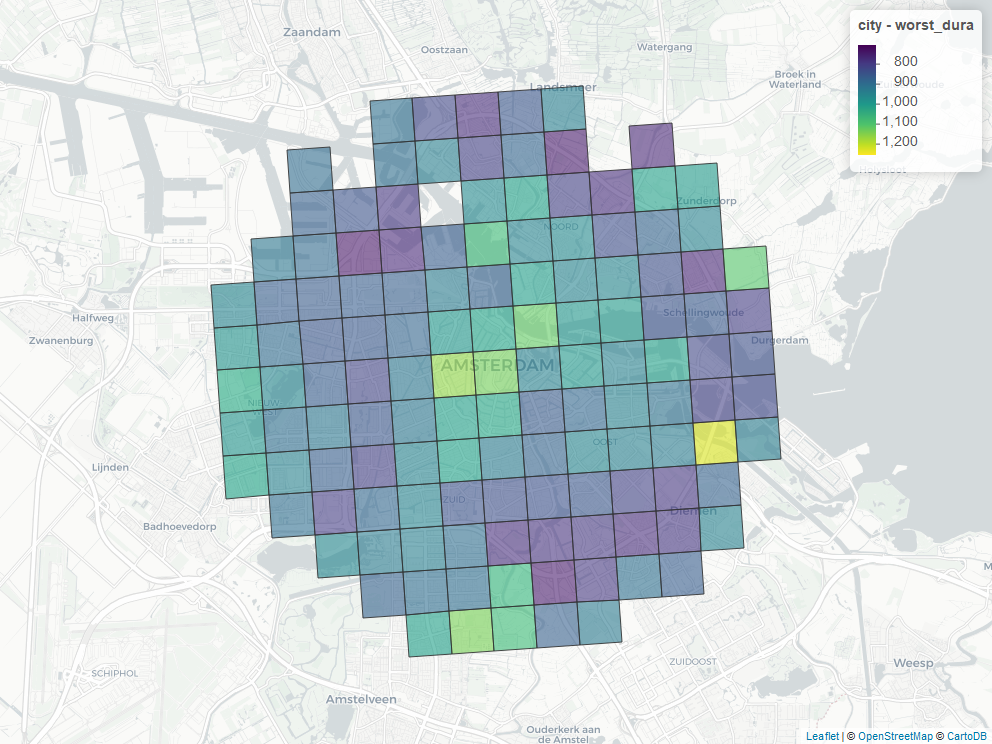 Zaandam
Oostzaan
Watergang
Landsmeer
Broek in
Waterland
Zunderdorp
NOORD
Halfweg
Zwanenburg
Schellingwoude
Durgerdam
AMSTERDAM
NIEUW-
WEST
OOST
Lijnden
Badhoevedorp
ZUID
Diemen
SCHIPHOL
Amstelveen
ZUIDOOST
Weesp
Ouderkerk aan
de Amstel
M
city - worst_dura
800
900
1,000
1,100
1,200
Leaflet | © OpenStreetMap © CartoDB